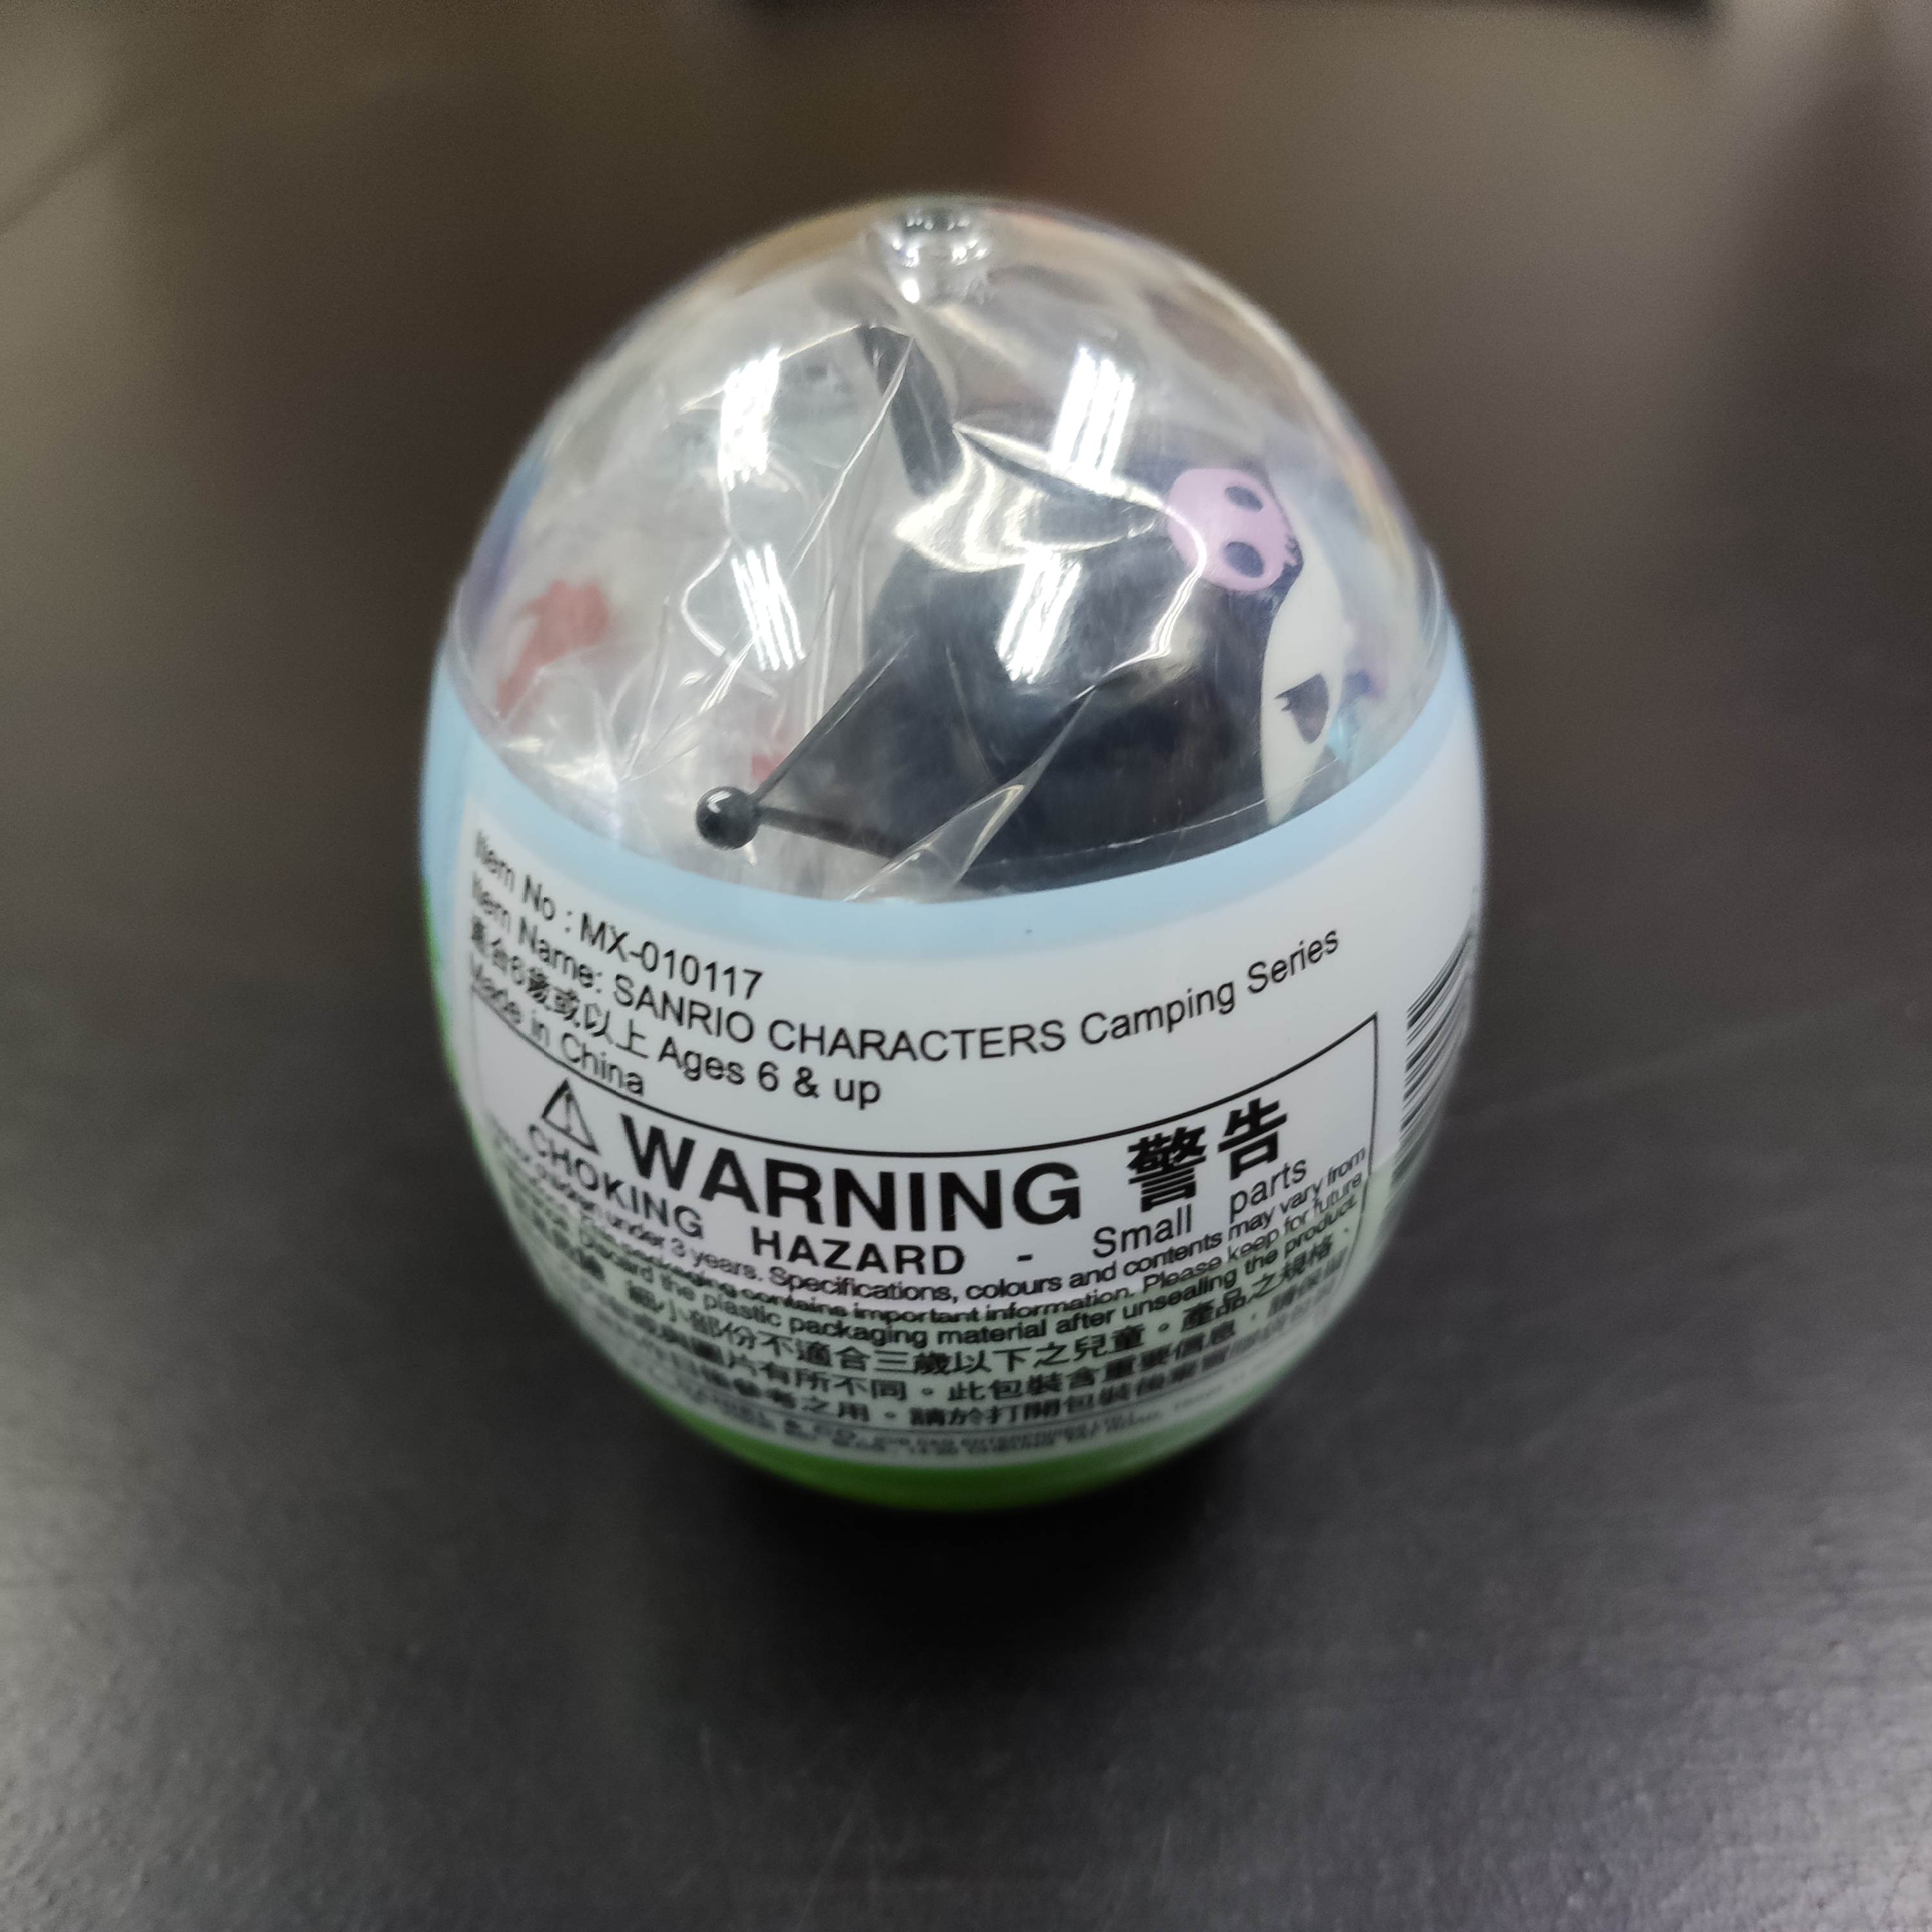 Item No : MX-010117
Item Name: SANRIO CHARACTERS Camping Series
適合6歲或以上 Ages 6 & up
Made in China
WARNING 警告
CHOKING HAZARD - Small parts
children under 3 years. Specifications, colours and contents may vary from
This packaging contains important information. Please keep for future
Discard the plastic packaging material after unsealing the product.
細小部份不適合三歲以下之兒童。產品之規格、
有所不同。此包裝含重要信息，請保留
之用。請於打開包裝後